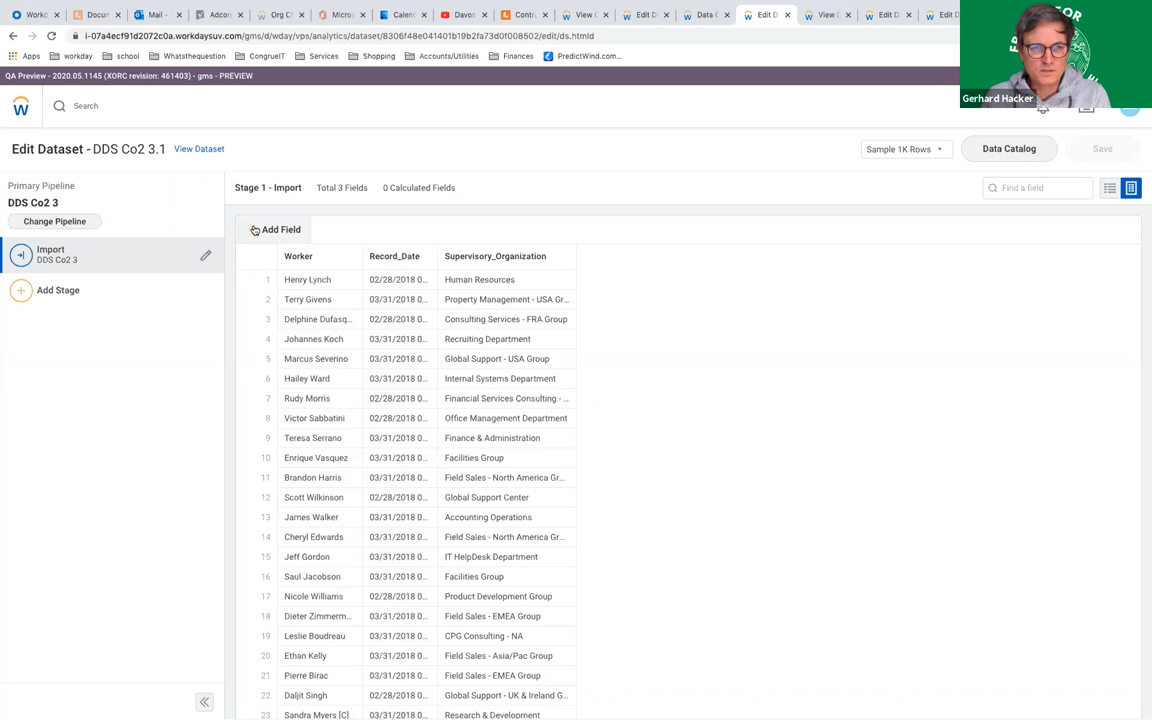 Workd
Docum
Mail -
Adcorp
Org C
Micros
Calend
Davos
Contr
View C
Edit D
Data C
Edit D
View D
Edit D
Edit D
i-07a4ecf91d2072c0a.workdaysuv.com/gms/d/wday/vps/analytics/dataset/8306f48e041401b19b2fa73d0f008502/edit/ds.htmld
Apps workday school Whatsthequestion CongrueIT Services Shopping Accounts/Utilities Finances PredictWind.com...
QA Preview - 2020.05.1145 (XORC revision: 461403) - gms - PREVIEW
Gerhard Hacker
Search
Edit Dataset - DDS Co2 3.1 View Dataset
Sample 1K Rows Data Catalog Save
Primary Pipeline
DDS Co2 3
Change Pipeline
Import
DDS Co2 3
Add Stage
Stage 1 - Import Total 3 Fields 0 Calculated Fields
Find a field
Add Field
Worker Record_Date Supervisory_Organization
1 Henry Lynch 02/28/2018 0... Human Resources
2 Terry Givens 03/31/2018 0... Property Management - USA Gr...
3 Delphine Dufasq... 02/28/2018 0... Consulting Services - FRA Group
4 Johannes Koch 03/31/2018 0... Recruiting Department
5 Marcus Severino 03/31/2018 0... Global Support - USA Group
6 Hailey Ward 03/31/2018 0... Internal Systems Department
7 Rudy Morris 02/28/2018 0... Financial Services Consulting - ...
8 Victor Sabbatini 02/28/2018 0... Office Management Department
9 Teresa Serrano 03/31/2018 0... Finance & Administration
10 Enrique Vasquez 03/31/2018 0... Facilities Group
11 Brandon Harris 03/31/2018 0... Field Sales - North America Gr...
12 Scott Wilkinson 02/28/2018 0... Global Support Center
13 James Walker 03/31/2018 0... Accounting Operations
14 Cheryl Edwards 03/31/2018 0... Field Sales - North America Gr...
15 Jeff Gordon 03/31/2018 0... IT HelpDesk Department
16 Saul Jacobson 03/31/2018 0... Facilities Group
17 Nicole Williams 02/28/2018 0... Product Development Group
18 Dieter Zimmerm... 03/31/2018 0... Field Sales - EMEA Group
19 Leslie Boudreau 03/31/2018 0... CPG Consulting - NA
20 Ethan Kelly 03/31/2018 0... Field Sales - Asia/Pac Group
21 Pierre Birac 03/31/2018 0... Field Sales - EMEA Group
22 Daljit Singh 02/28/2018 0... Global Support - UK & Ireland G...
23 Sandra Myers [C] 03/31/2018 0... Research & Development